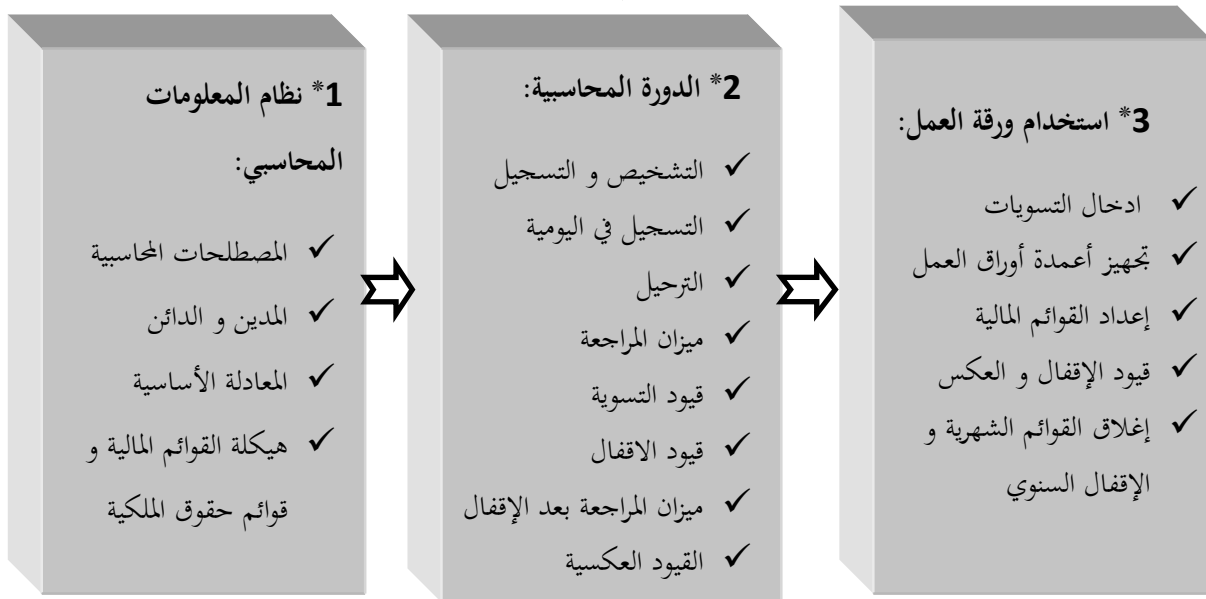 1* نظام المعلومات
المحاسبي:
✓ المصطلحات المحاسبية
✓ المدين و الدائن
✓ المعادلة الأساسية
✓ هيكلة القوائم المالية و
قوائم حقوق الملكية
2* الدورة المحاسبية:
✓ التشخيص و التسجيل
✓ التسجيل في اليومية
✓ الترحيل
✓ ميزان المراجعة
✓ قيود التسوية
✓ قيود الاقفال
✓ ميزان المراجعة بعد الإقفال
✓ القيود العكسية
3* استخدام ورقة العمل:
✓ ادخال التسويات
✓ تجهيز أعمدة أوراق العمل
✓ إعداد القوائم المالية
✓ قيود الإقفال و العكس
✓ إغلاق القوائم الشهرية و
الإقفال السنوي